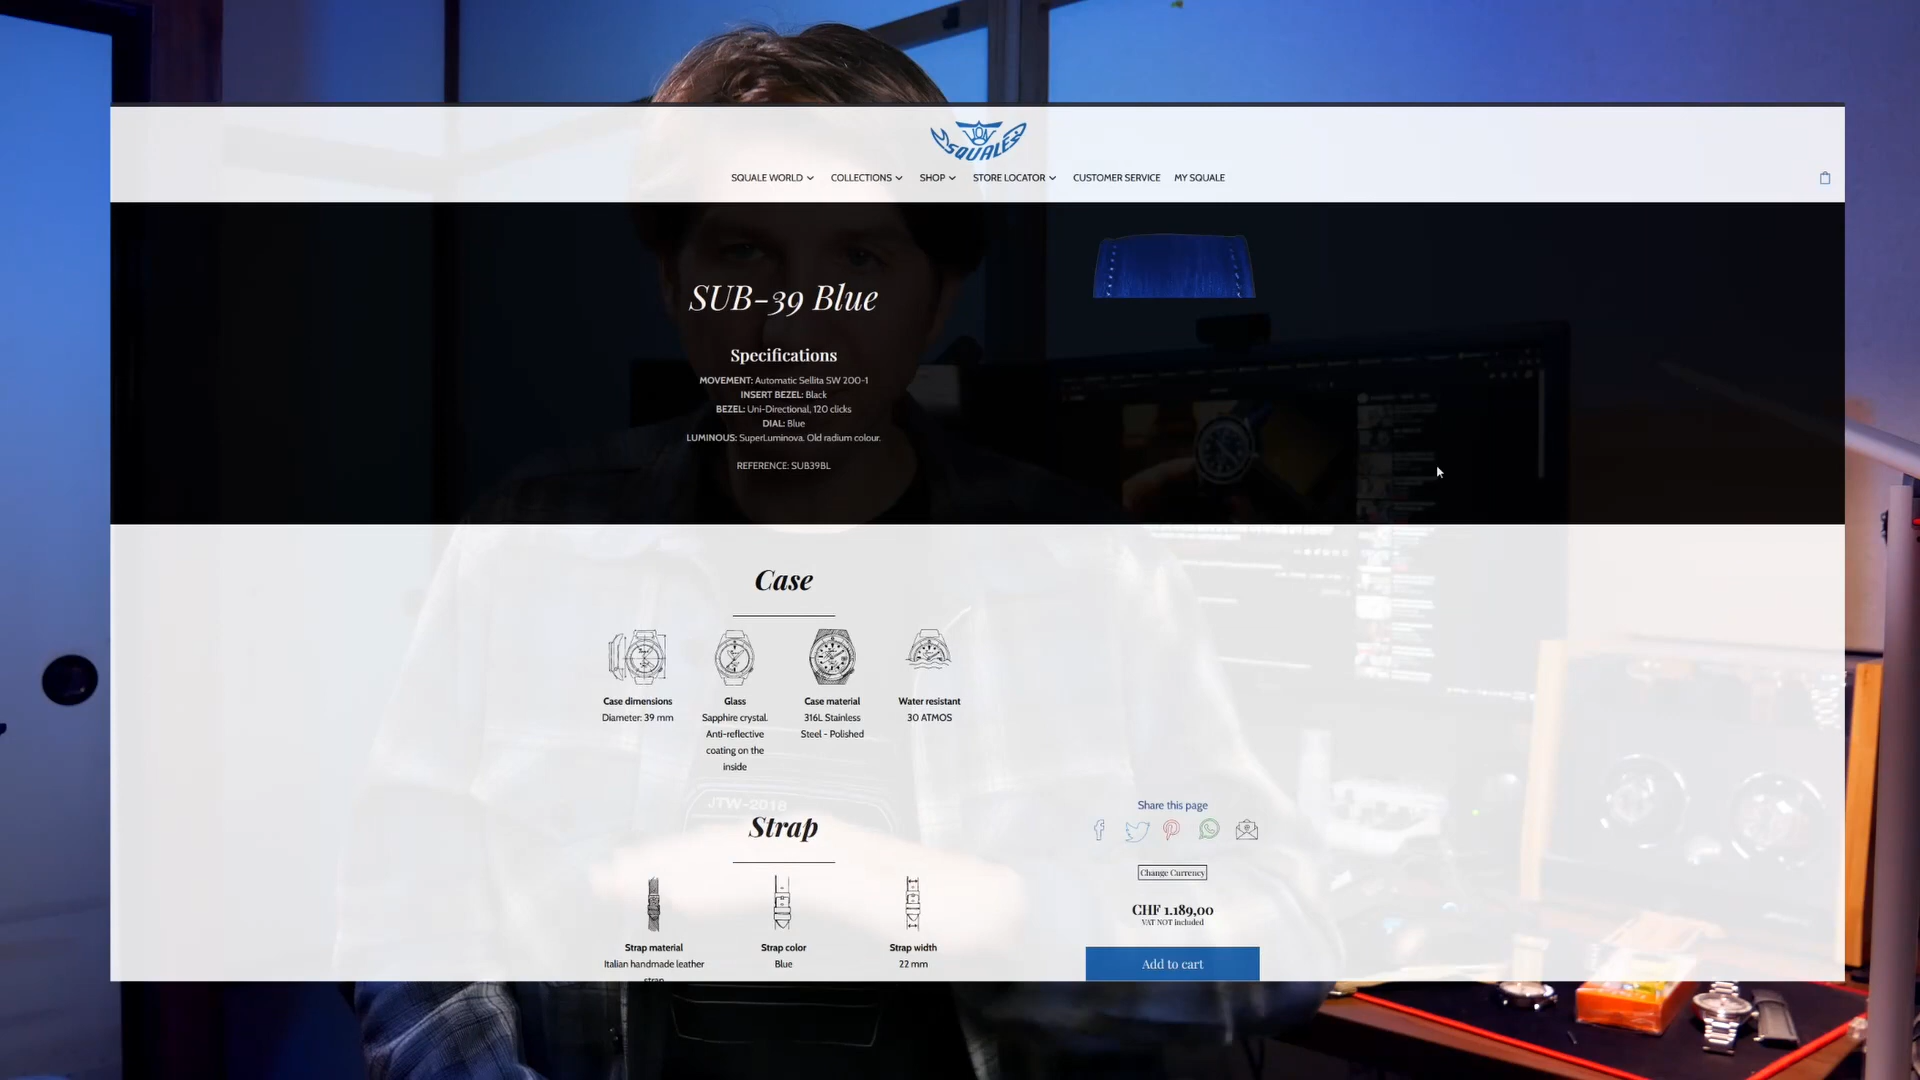 VON
SQUALE
SQUALE WORLD
COLLECTIONS
SHOP
STORE LOCATOR
CUSTOMER SERVICE
MY SQUALE
SUB-39 Blue
Specifications
MOVEMENT: Automatic Sellita SW 200-1
INSERT BEZEL: Black
BEZEL: Uni-Directional, 120 clicks
DIAL: Blue
LUMINOUS: SuperLuminova. Old radium colour.
REFERENCE: SUB39BL
Case
Case dimensions
Diameter: 39 mm
Glass
Sapphire crystal.
Anti-reflective
coating on the
inside
Case material
316L Stainless
Steel - Polished
Water resistant
30 ATMOS
JTW-2018
Strap
Strap material
Italian handmade leather
strap
Strap color
Blue
Strap width
22 mm
Share this page
Change Currency
CHF 1.189,00
VAT NOT included
Add to cart